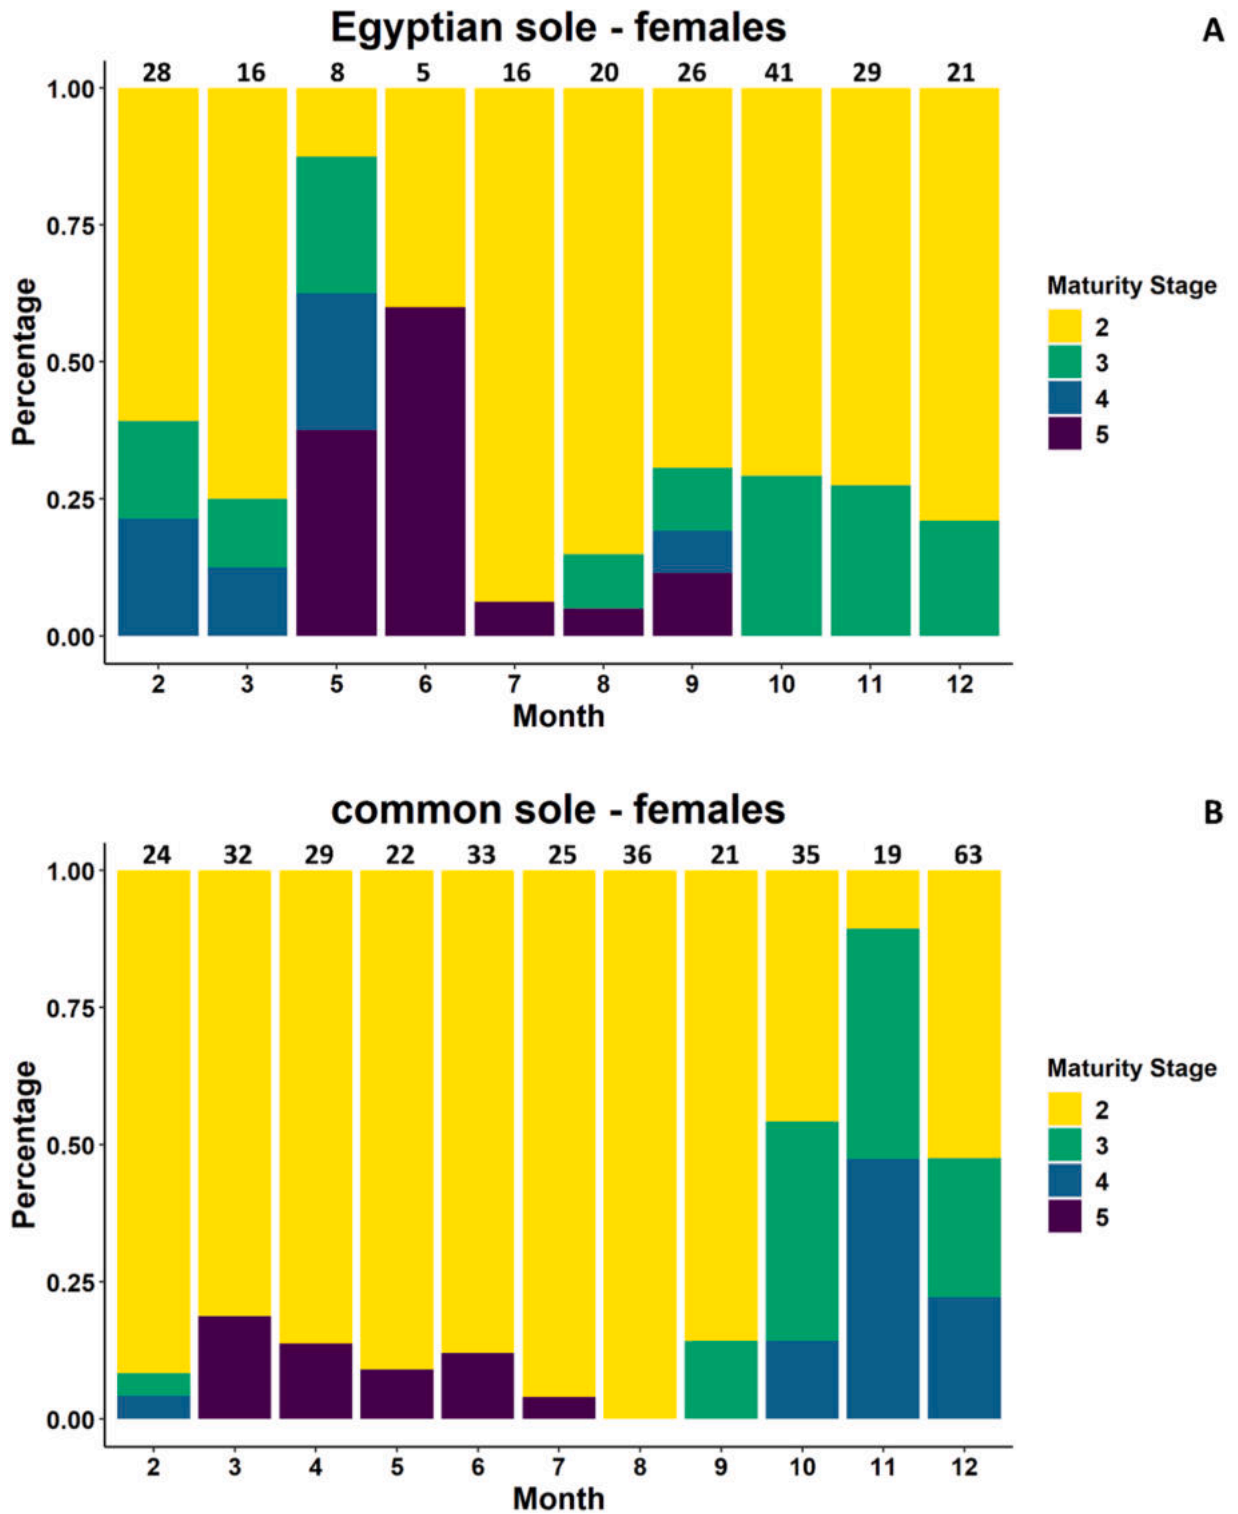 Egyptian sole - females
A
28 16 8 5 16 20 26 41 29 21
1.00
0.75
0.50
0.25
0.00
Percentage
2 3 5 6 7 8 9 10 11 12
Month
Maturity Stage
2
3
4
5
common sole - females
B
24 32 29 22 33 25 36 21 35 19 63
1.00
0.75
0.50
0.25
0.00
Percentage
2 3 4 5 6 7 8 9 10 11 12
Month
Maturity Stage
2
3
4
5